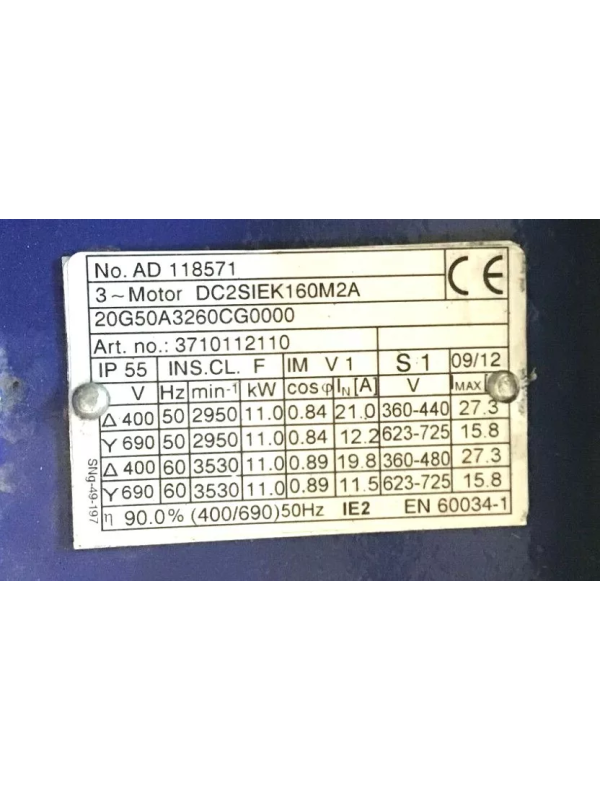 No. AD 118571
CE
3~Motor DC2SIEK160M2A
20G50A3260CG0000
Art. no.: 3710112110
IP 55 INS.CL. F IM V 1 S 1 09/12
V Hz min-1 kW cosφ IN [A] V IMAX
Δ 400 50 2950 11.0 0.84 21.0 360-440 27.3
Y 690 50 2950 11.0 0.84 12.2 623-725 15.8
Δ 400 60 3530 11.0 0.89 19.8 360-480 27.3
Y 690 60 3530 11.0 0.89 11.5 623-725 15.8
η 90.0% (400/690)50Hz IE2 EN 60034-1
SNg-49-197